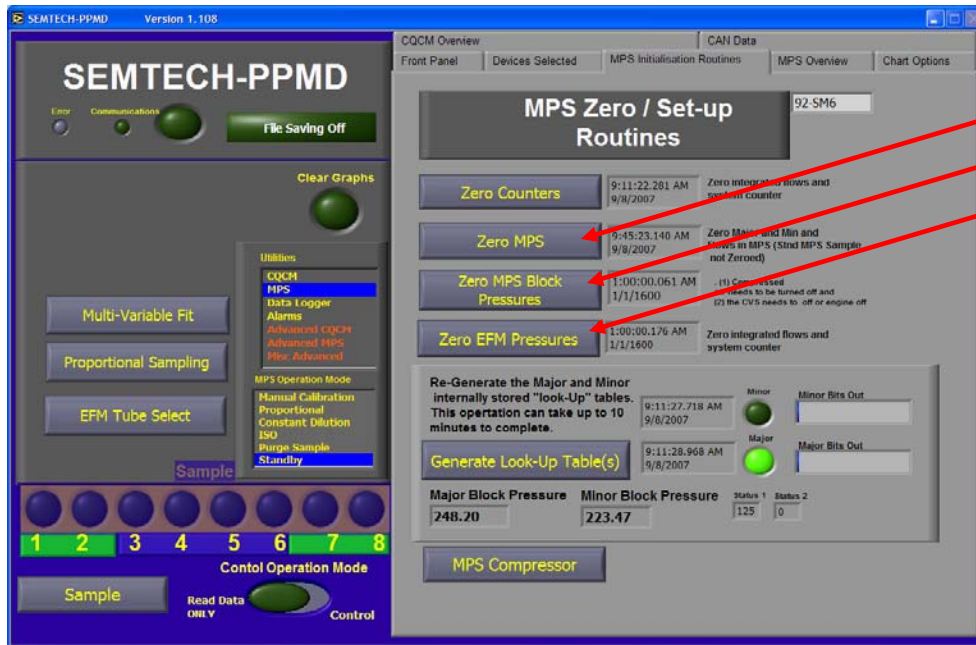 SEMTECH-PPMD Version 1.108
SEMTECH-PPMD
Error
Communications
File Saving Off
Clear Graphs
Utilities
CQCM
MPS
Data Logger
Alarms
Advanced CQCM
Advanced MPS
Misc Advanced
Multi-Variable Fit
Proportional Sampling
EFM Tube Select
MPS Operation Mode
Manual Calibration
Proportional
Constant Dilution
ISO
Purge Sample
Standby
Sample
1 2 3 4 5 6 7 8
Contol Operation Mode
Sample
Read Data
ONLY
Control
CQCM Overview
CAN Data
Front Panel
Devices Selected
MPS Initialisation Routines
MPS Overview
Chart Options
MPS Zero / Set-up
Routines
92-SM6
Zero Counters
9:11:22.281 AM
9/8/2007
Zero integrated flows and
system counter
Zero MPS
9:45:23.140 AM
9/8/2007
Zero Major and Min and
flows in MPS (Stnd MPS Sample
not Zeroed)
Zero MPS Block
Pressures
1:00:00.061 AM
1/1/1600
. (1) Compressed
needs to be turned off and
(2) the CVS needs to off or engine off
Zero EFM Pressures
1:00:00.176 AM
1/1/1600
Zero integrated flows and
system counter
Re-Generate the Major and Minor
internally stored "look-Up" tables.
This opertation can take up to 10
minutes to complete.
9:11:27.718 AM
9/8/2007
Minor
Minor Bits Out
Generate Look-Up Table(s)
9:11:28.968 AM
9/8/2007
Major
Major Bits Out
Major Block Pressure
248.20
Minor Block Pressure
223.47
Status 1
125
Status 2
0
MPS Compressor